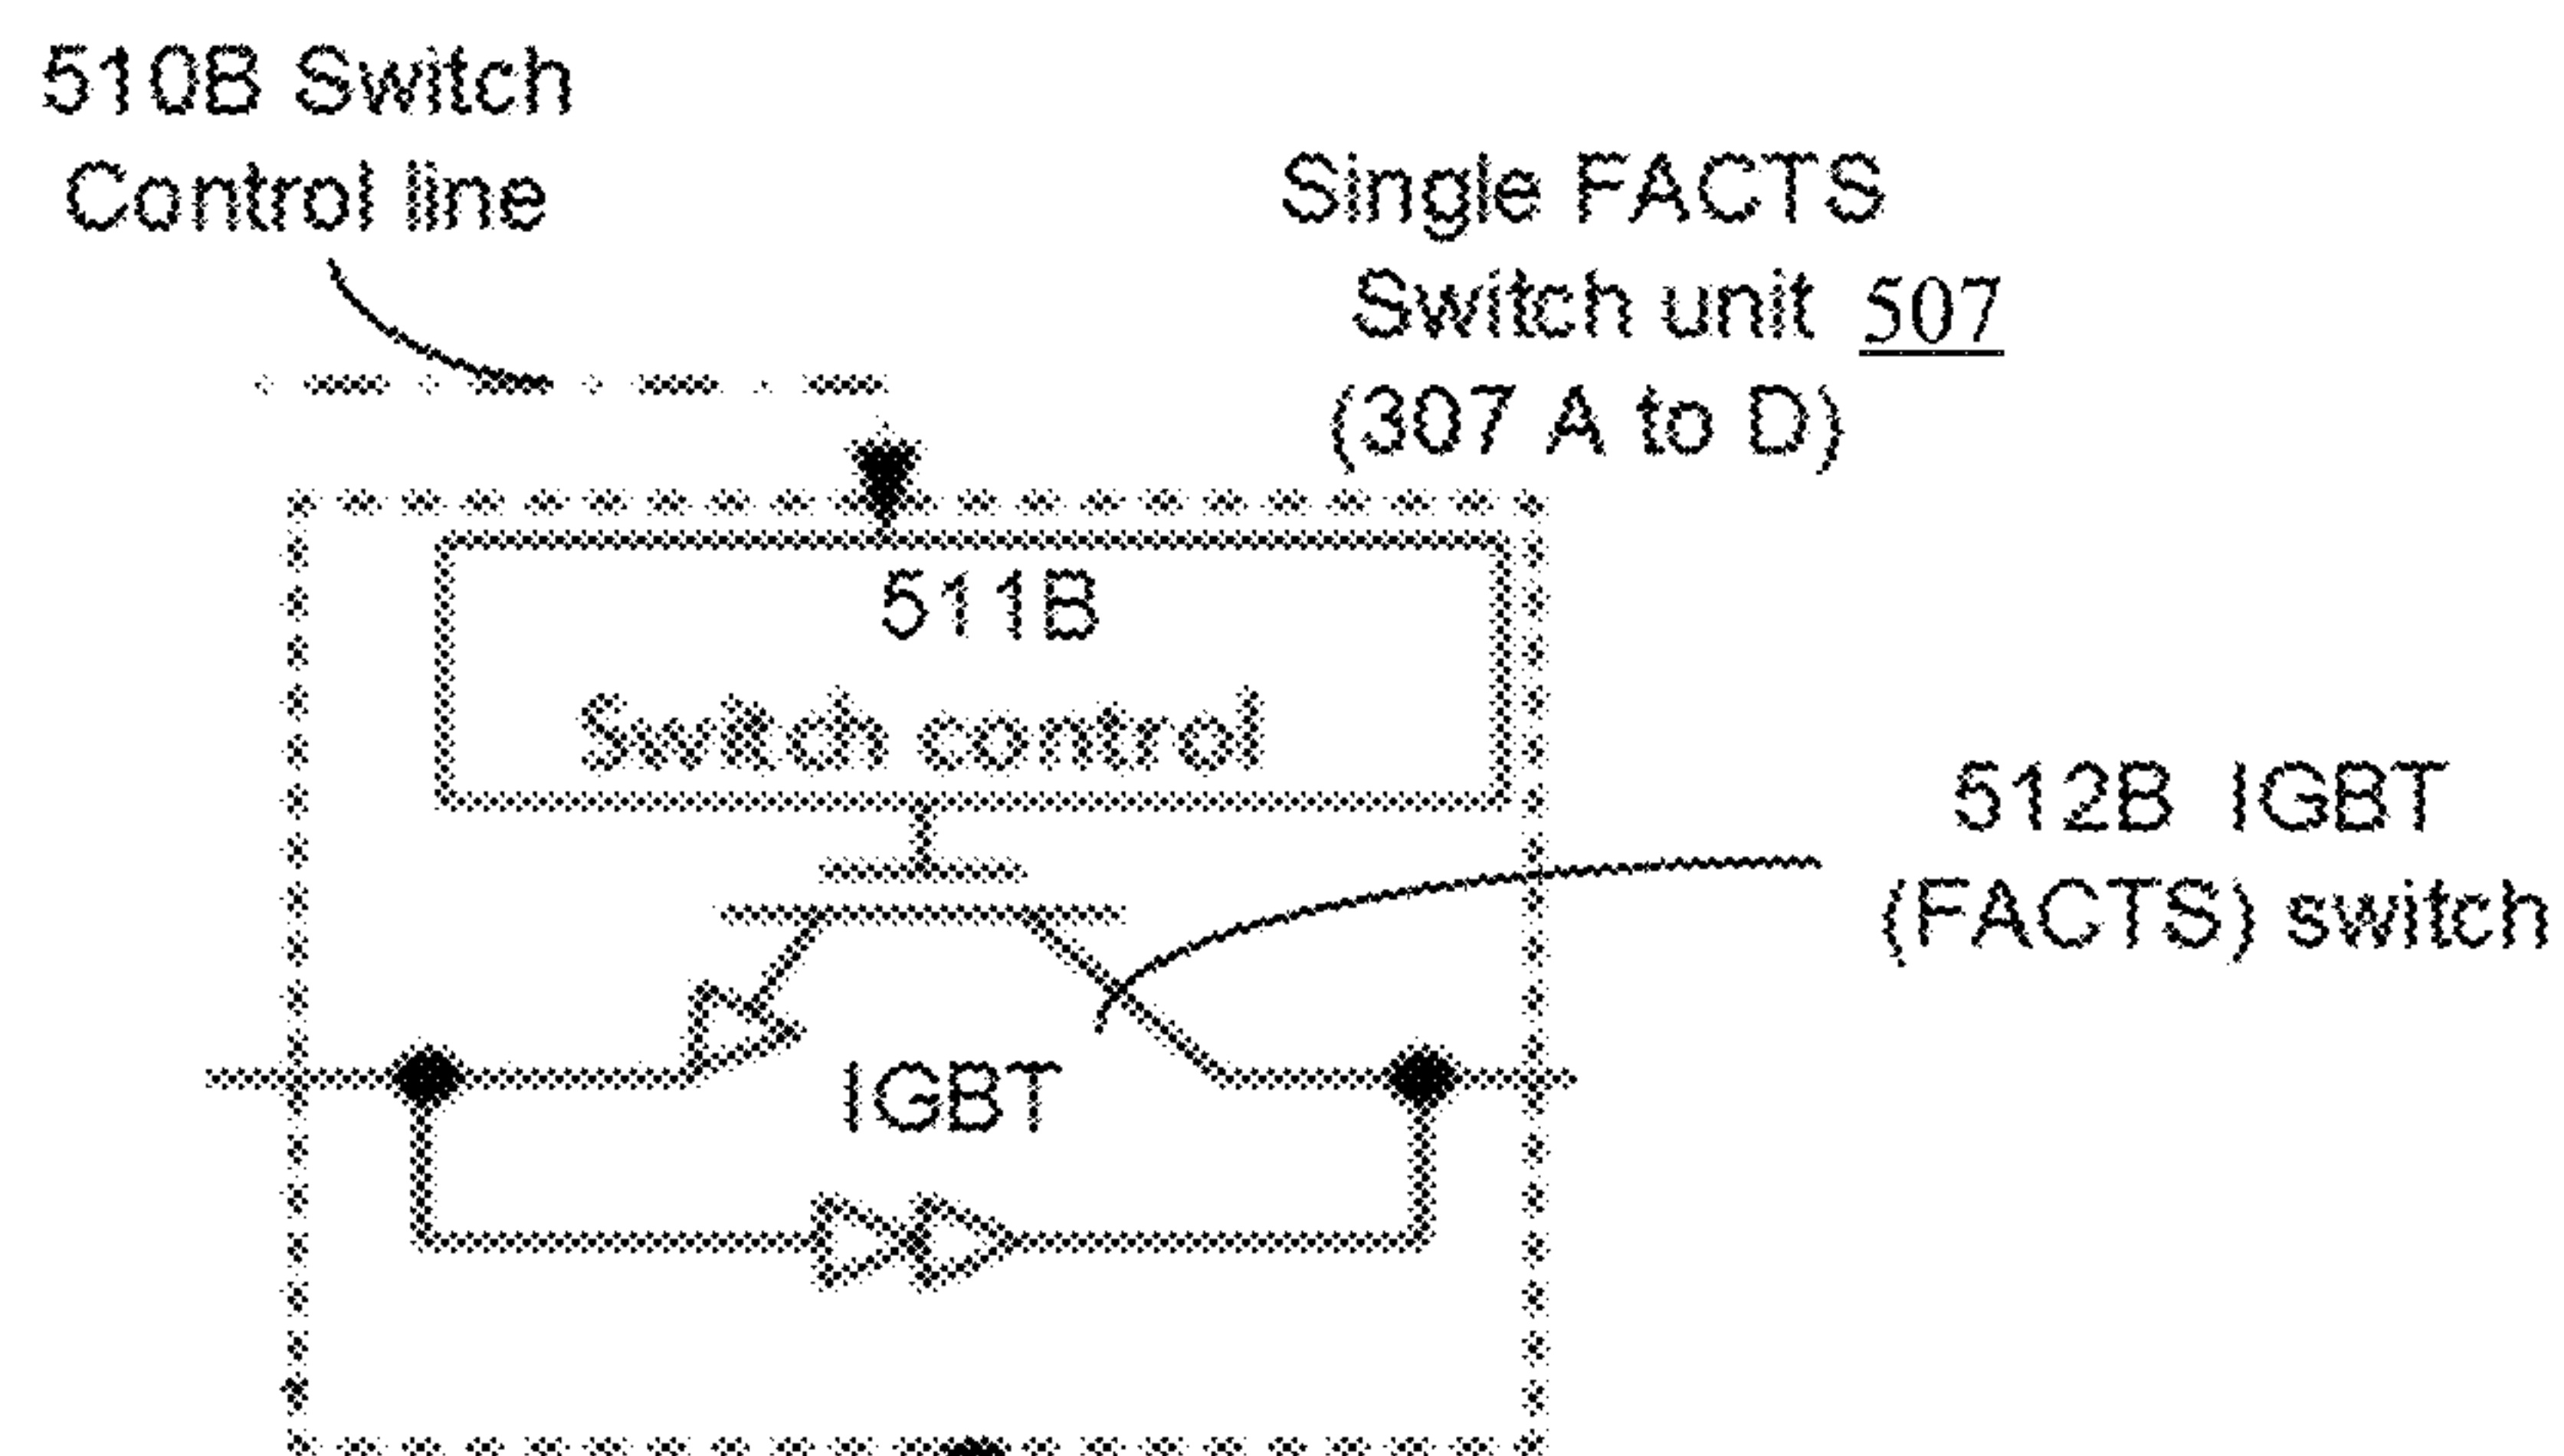 510B Switch
Control line
Single FACTS
Switch unit 507
(307 A to D)
511B
Switch control
512B IGBT
(FACTS) switch
IGBT